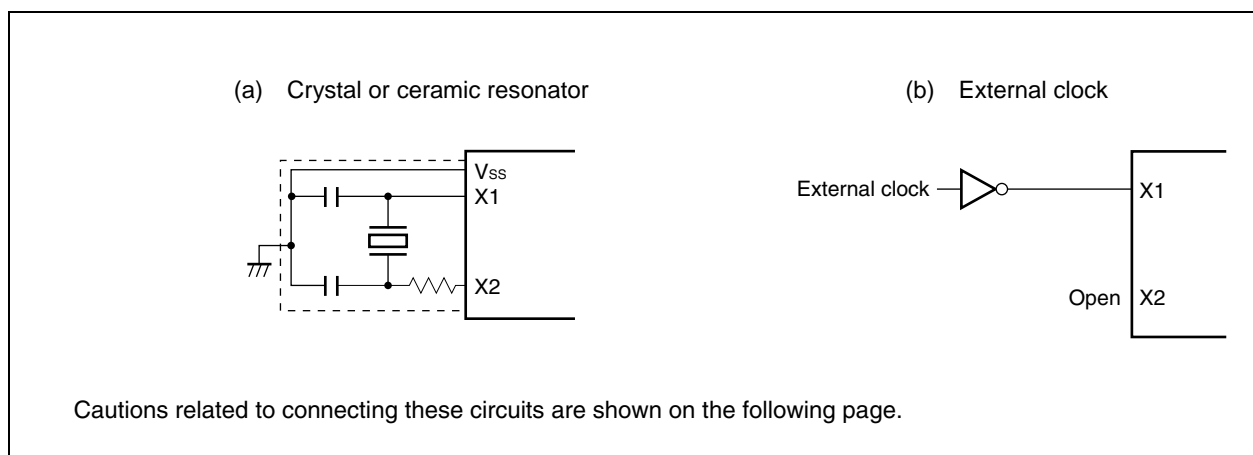 (a) Crystal or ceramic resonator
VSS
X1
X2
(b) External clock
External clock
X1
Open
X2
Cautions related to connecting these circuits are shown on the following page.